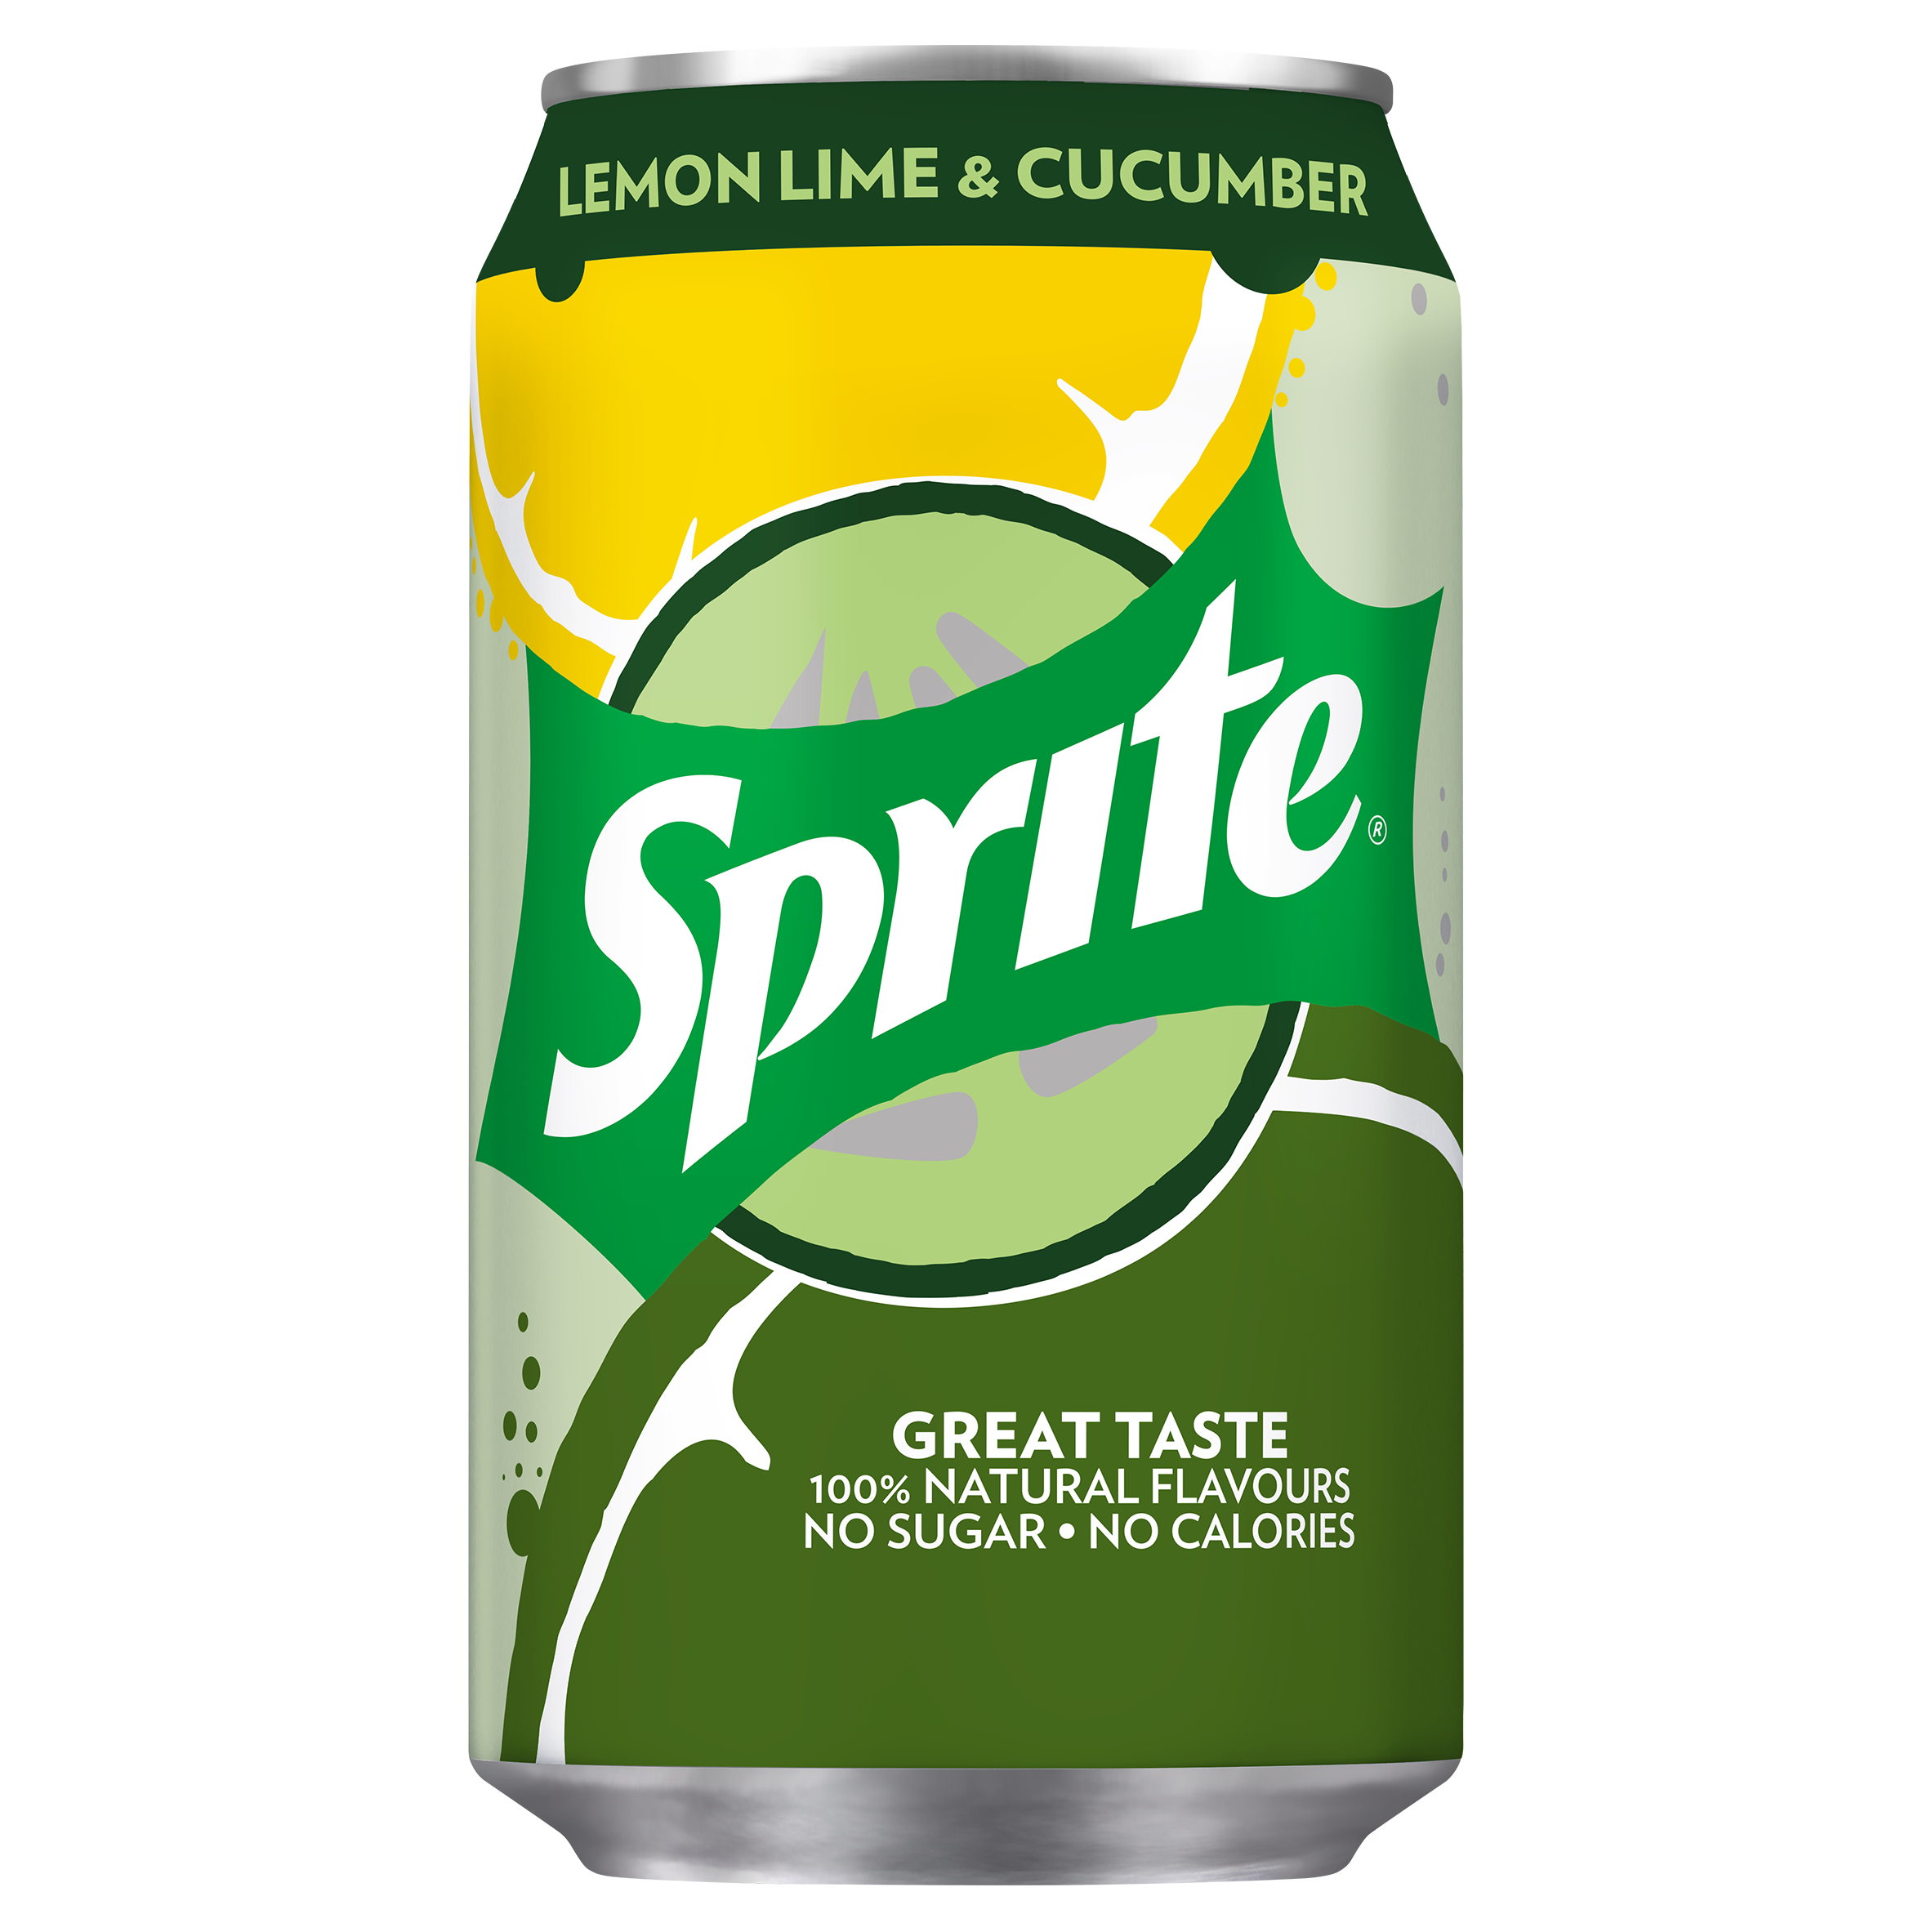 LEMON LIME & CUCUMBER
Sprite®
GREAT TASTE
100% NATURAL FLAVOURS
NO SUGAR • NO CALORIES